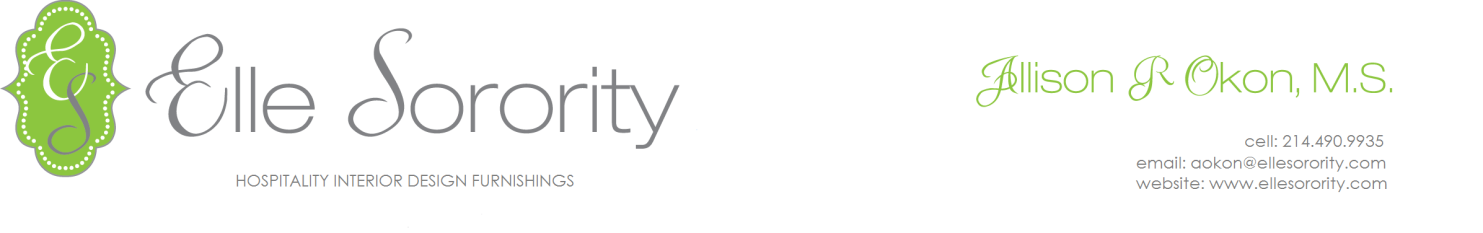 ES
Elle Sorority
HOSPITALITY INTERIOR DESIGN FURNISHINGS
Allison R Okon, M.S.
cell: 214.490.9935
email: aokon@ellesorority.com
website: www.ellesorority.com